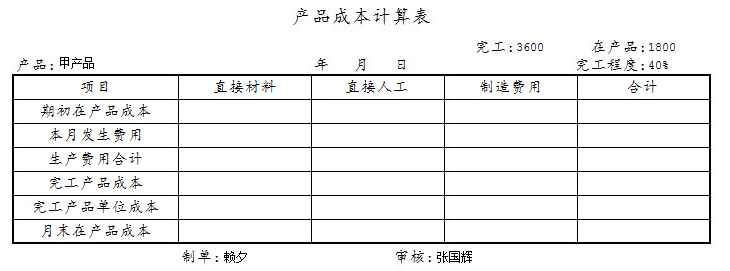 产品成本计算表
完工:3600 在产品:1800
产品:甲产品 年 月 日 完工程度:40%
项目 直接材料 直接人工 制造费用 合计
期初在产品成本
本月发生费用
生产费用合计
完工产品成本
完工产品单位成本
月末在产品成本
制单:赖夕 审核:张国辉